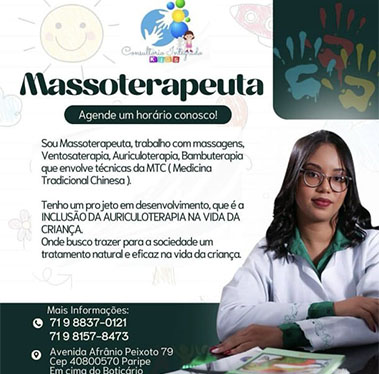 Consultório Integrado
KIDS
Massoterapeuta
Agende um horário conosco!
Sou Massoterapeuta, trabalho com massagens,
Ventosaterapia, Auriculoterapia, Bambuterapia
que envolve técnicas da MTC ( Medicina
Tradicional Chinesa ).
Tenho um pro jeto em desenvolvimento, que é a
INCLUSÃO DA AURICULOTERAPIA NA VIDA DA
CRIANÇA.
Onde busco trazer para a sociedade um
tratamento natural e eficaz na vida da criança.
Mais Informações:
71 9 8837-0121
71 9 8157-8473
Avenida Afrânio Peixoto 79
Cep 40800570 Paripe
Em cima do Boticário